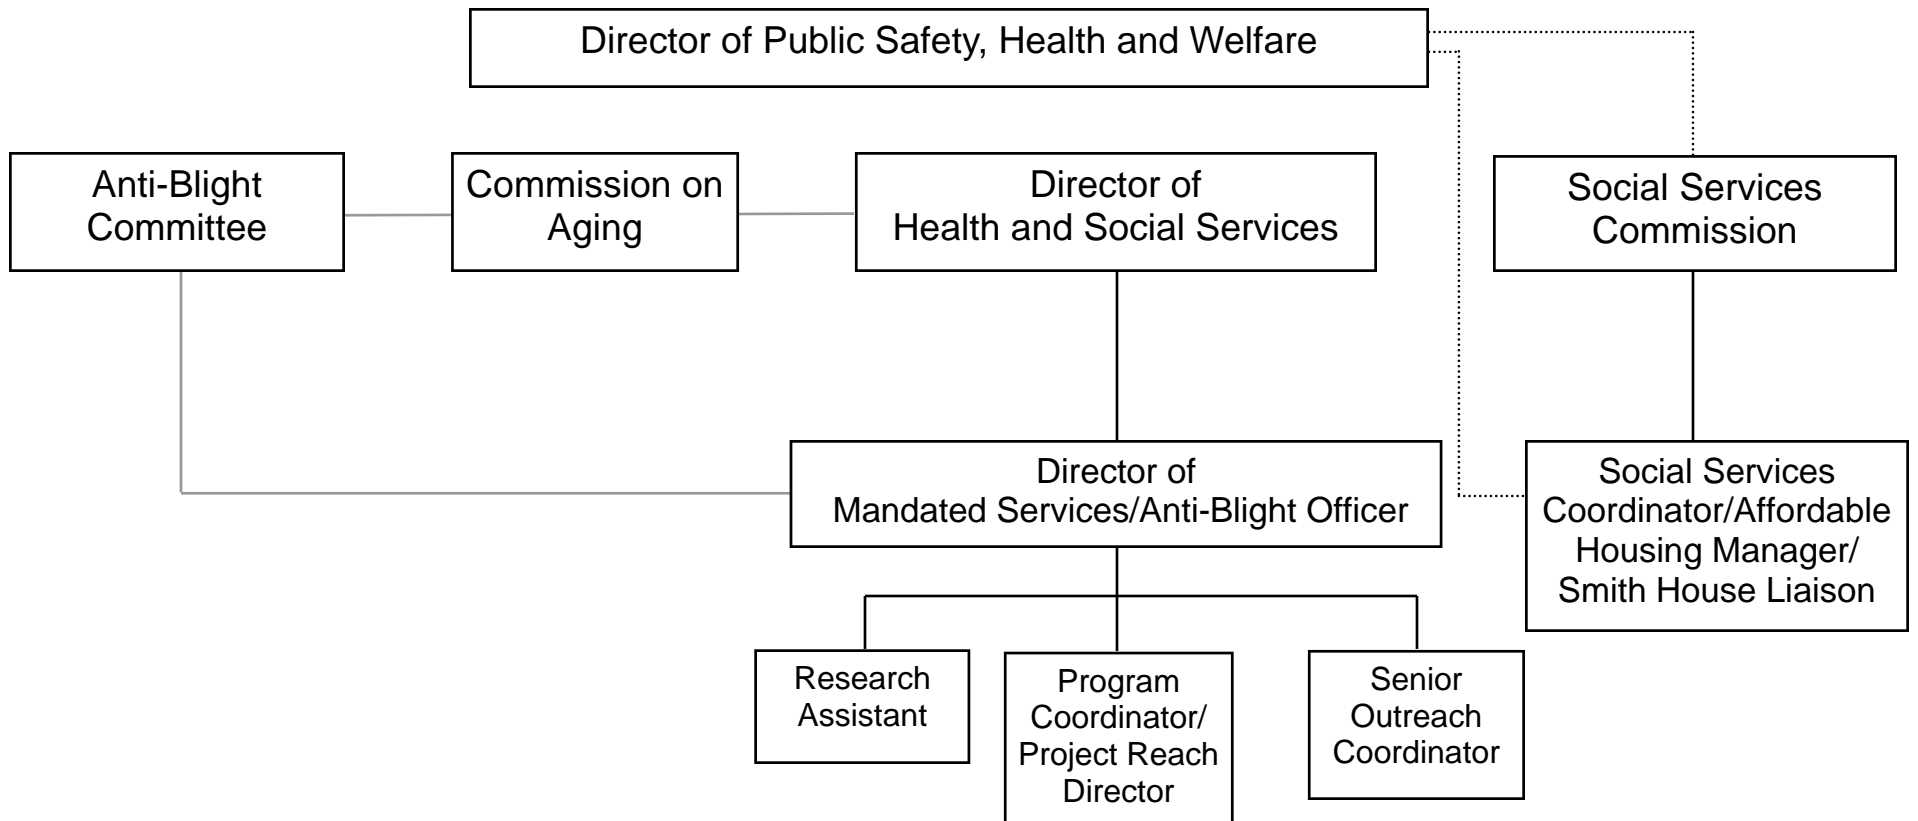 Director of Public Safety, Health and Welfare
Anti-Blight
Committee
Commission on
Aging
Director of
Health and Social Services
Social Services
Commission
Director of
Mandated Services/Anti-Blight Officer
Social Services
Coordinator/Affordable
Housing Manager/
Smith House Liaison
Research
Assistant
Program
Coordinator/
Project Reach
Director
Senior
Outreach
Coordinator